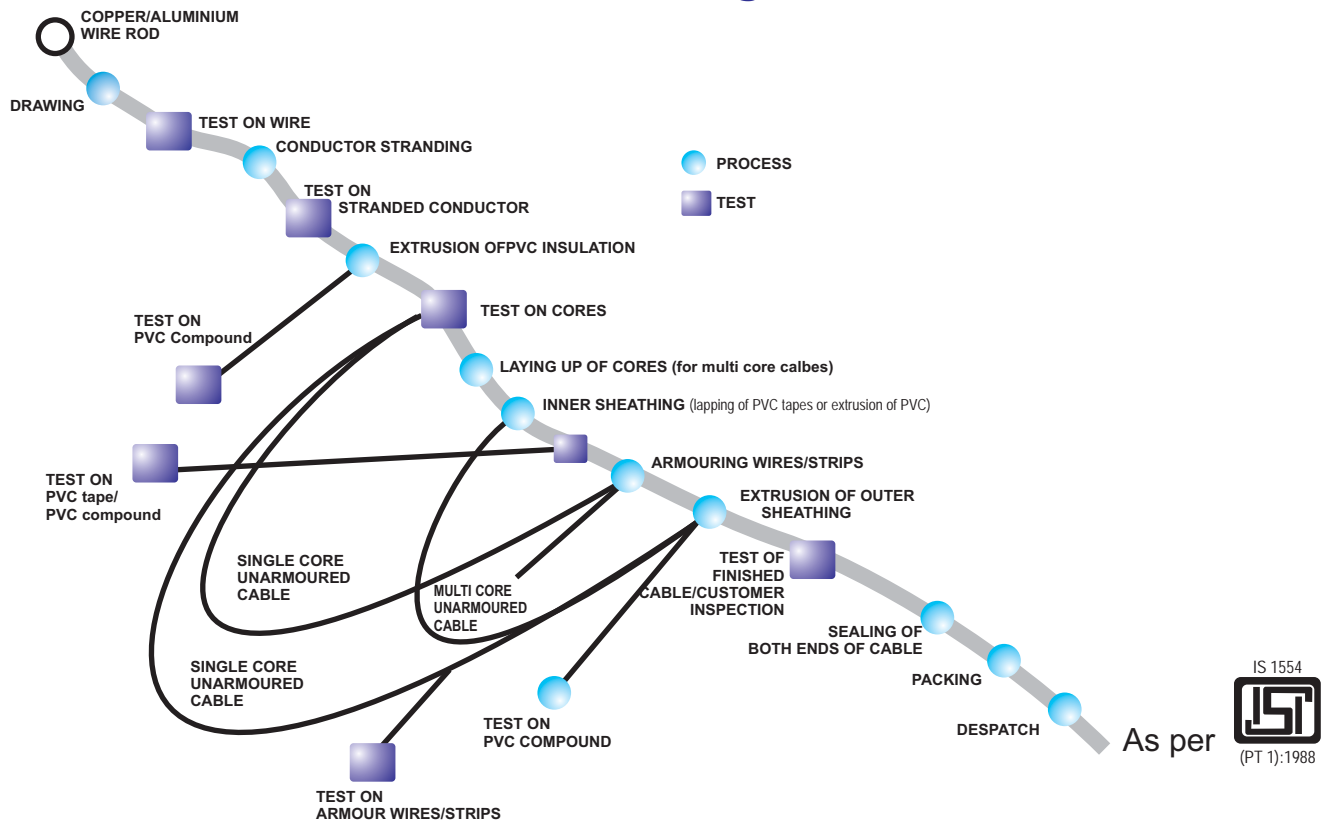 COPPER/ALUMINIUM
WIRE ROD
DRAWING
TEST ON WIRE
CONDUCTOR STRANDING
PROCESS
TEST
TEST ON
STRANDED CONDUCTOR
EXTRUSION OFPVC INSULATION
TEST ON CORES
TEST ON
PVC Compound
LAYING UP OF CORES (for multi core calbes)
INNER SHEATHING (lapping of PVC tapes or extrusion of PVC)
TEST ON
PVC tape/
PVC compound
ARMOURING WIRES/STRIPS
EXTRUSION OF OUTER
SHEATHING
SINGLE CORE
UNARMOURED
CABLE
MULTI CORE
UNARMOURED
CABLE
TEST OF
FINISHED
CABLE/CUSTOMER
INSPECTION
SEALING OF
BOTH ENDS OF CABLE
SINGLE CORE
UNARMOURED
CABLE
PACKING
DESPATCH
TEST ON
PVC COMPOUND
TEST ON
ARMOUR WIRES/STRIPS
As per
IS 1554
ISI
(PT 1):1988